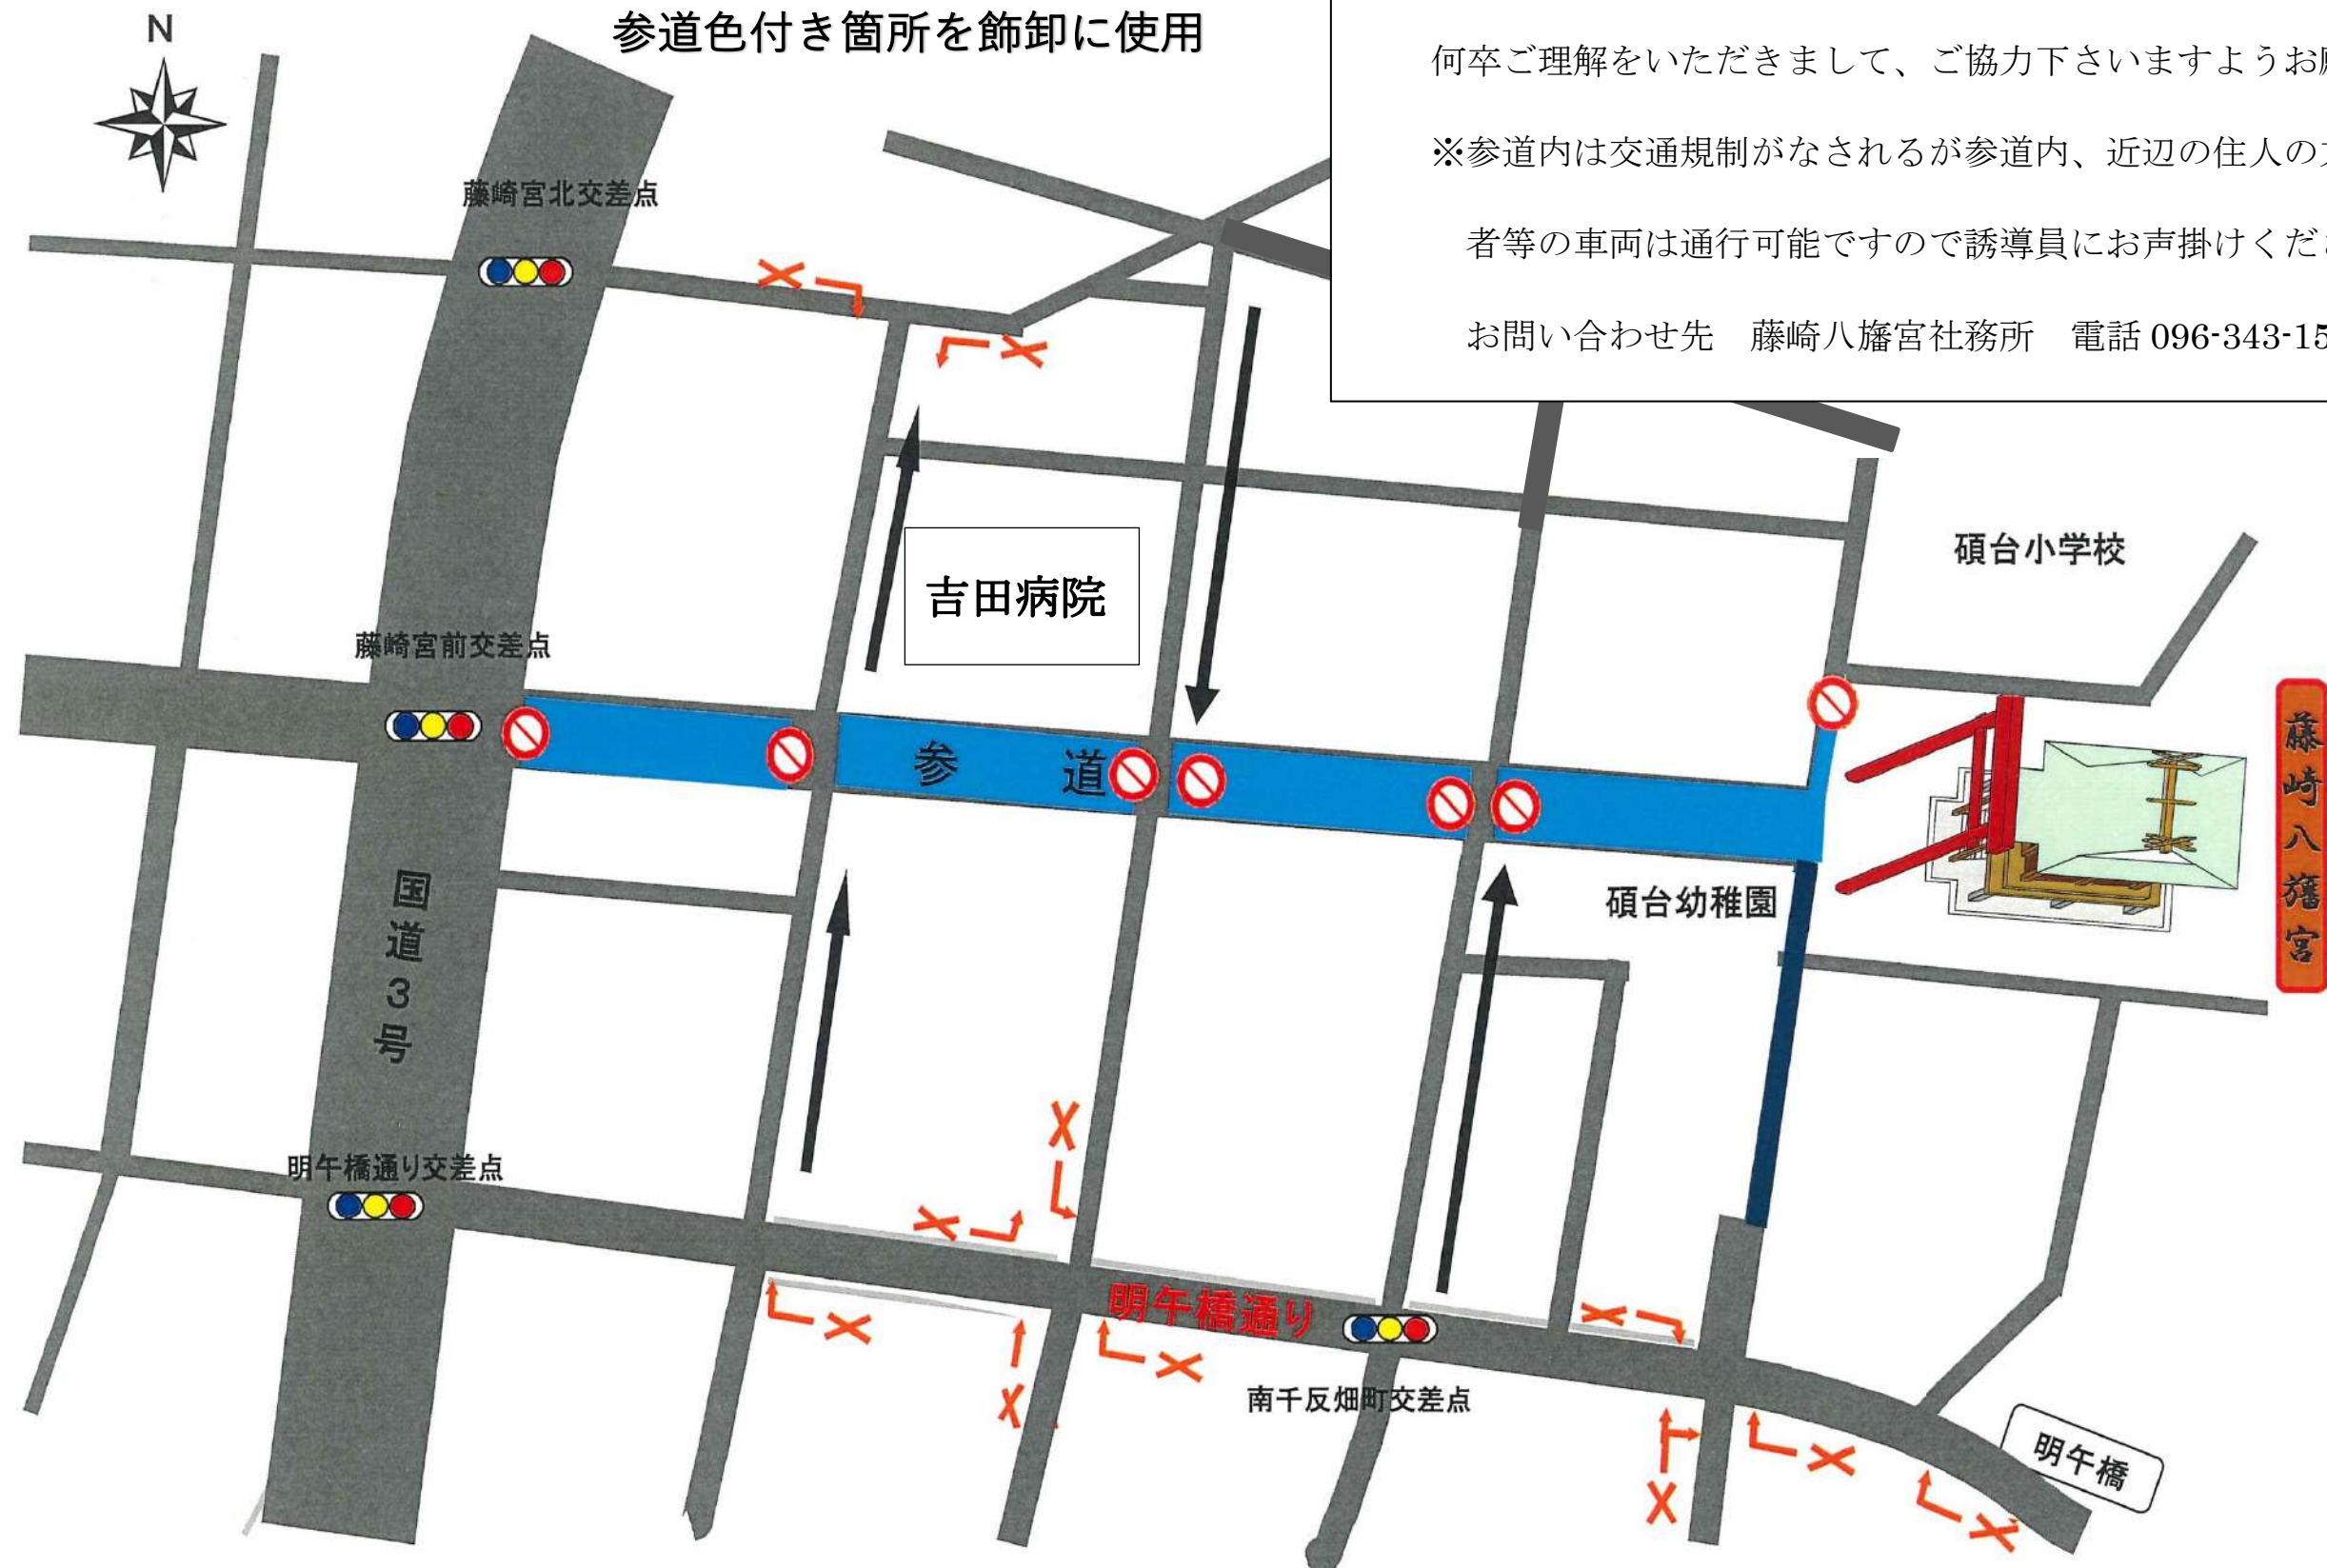 N
参道色付き箇所を飾卸に使用
何卒ご理解をいただきまして、ご協力下さいますようお
※参道内は交通規制がなされるが参道内、近辺の住人の
者等の車両は通行可能ですので誘導員にお声掛けくだ
お問い合わせ先　藤崎八旛宮社務所　電話 096-343-15
藤崎宮北交差点
碩台小学校
吉田病院
藤崎宮前交差点
参　道
藤崎八旛宮
碩台幼稚園
国道3号
明午橋通り交差点
明午橋通り
南千反畑町交差点
明午橋